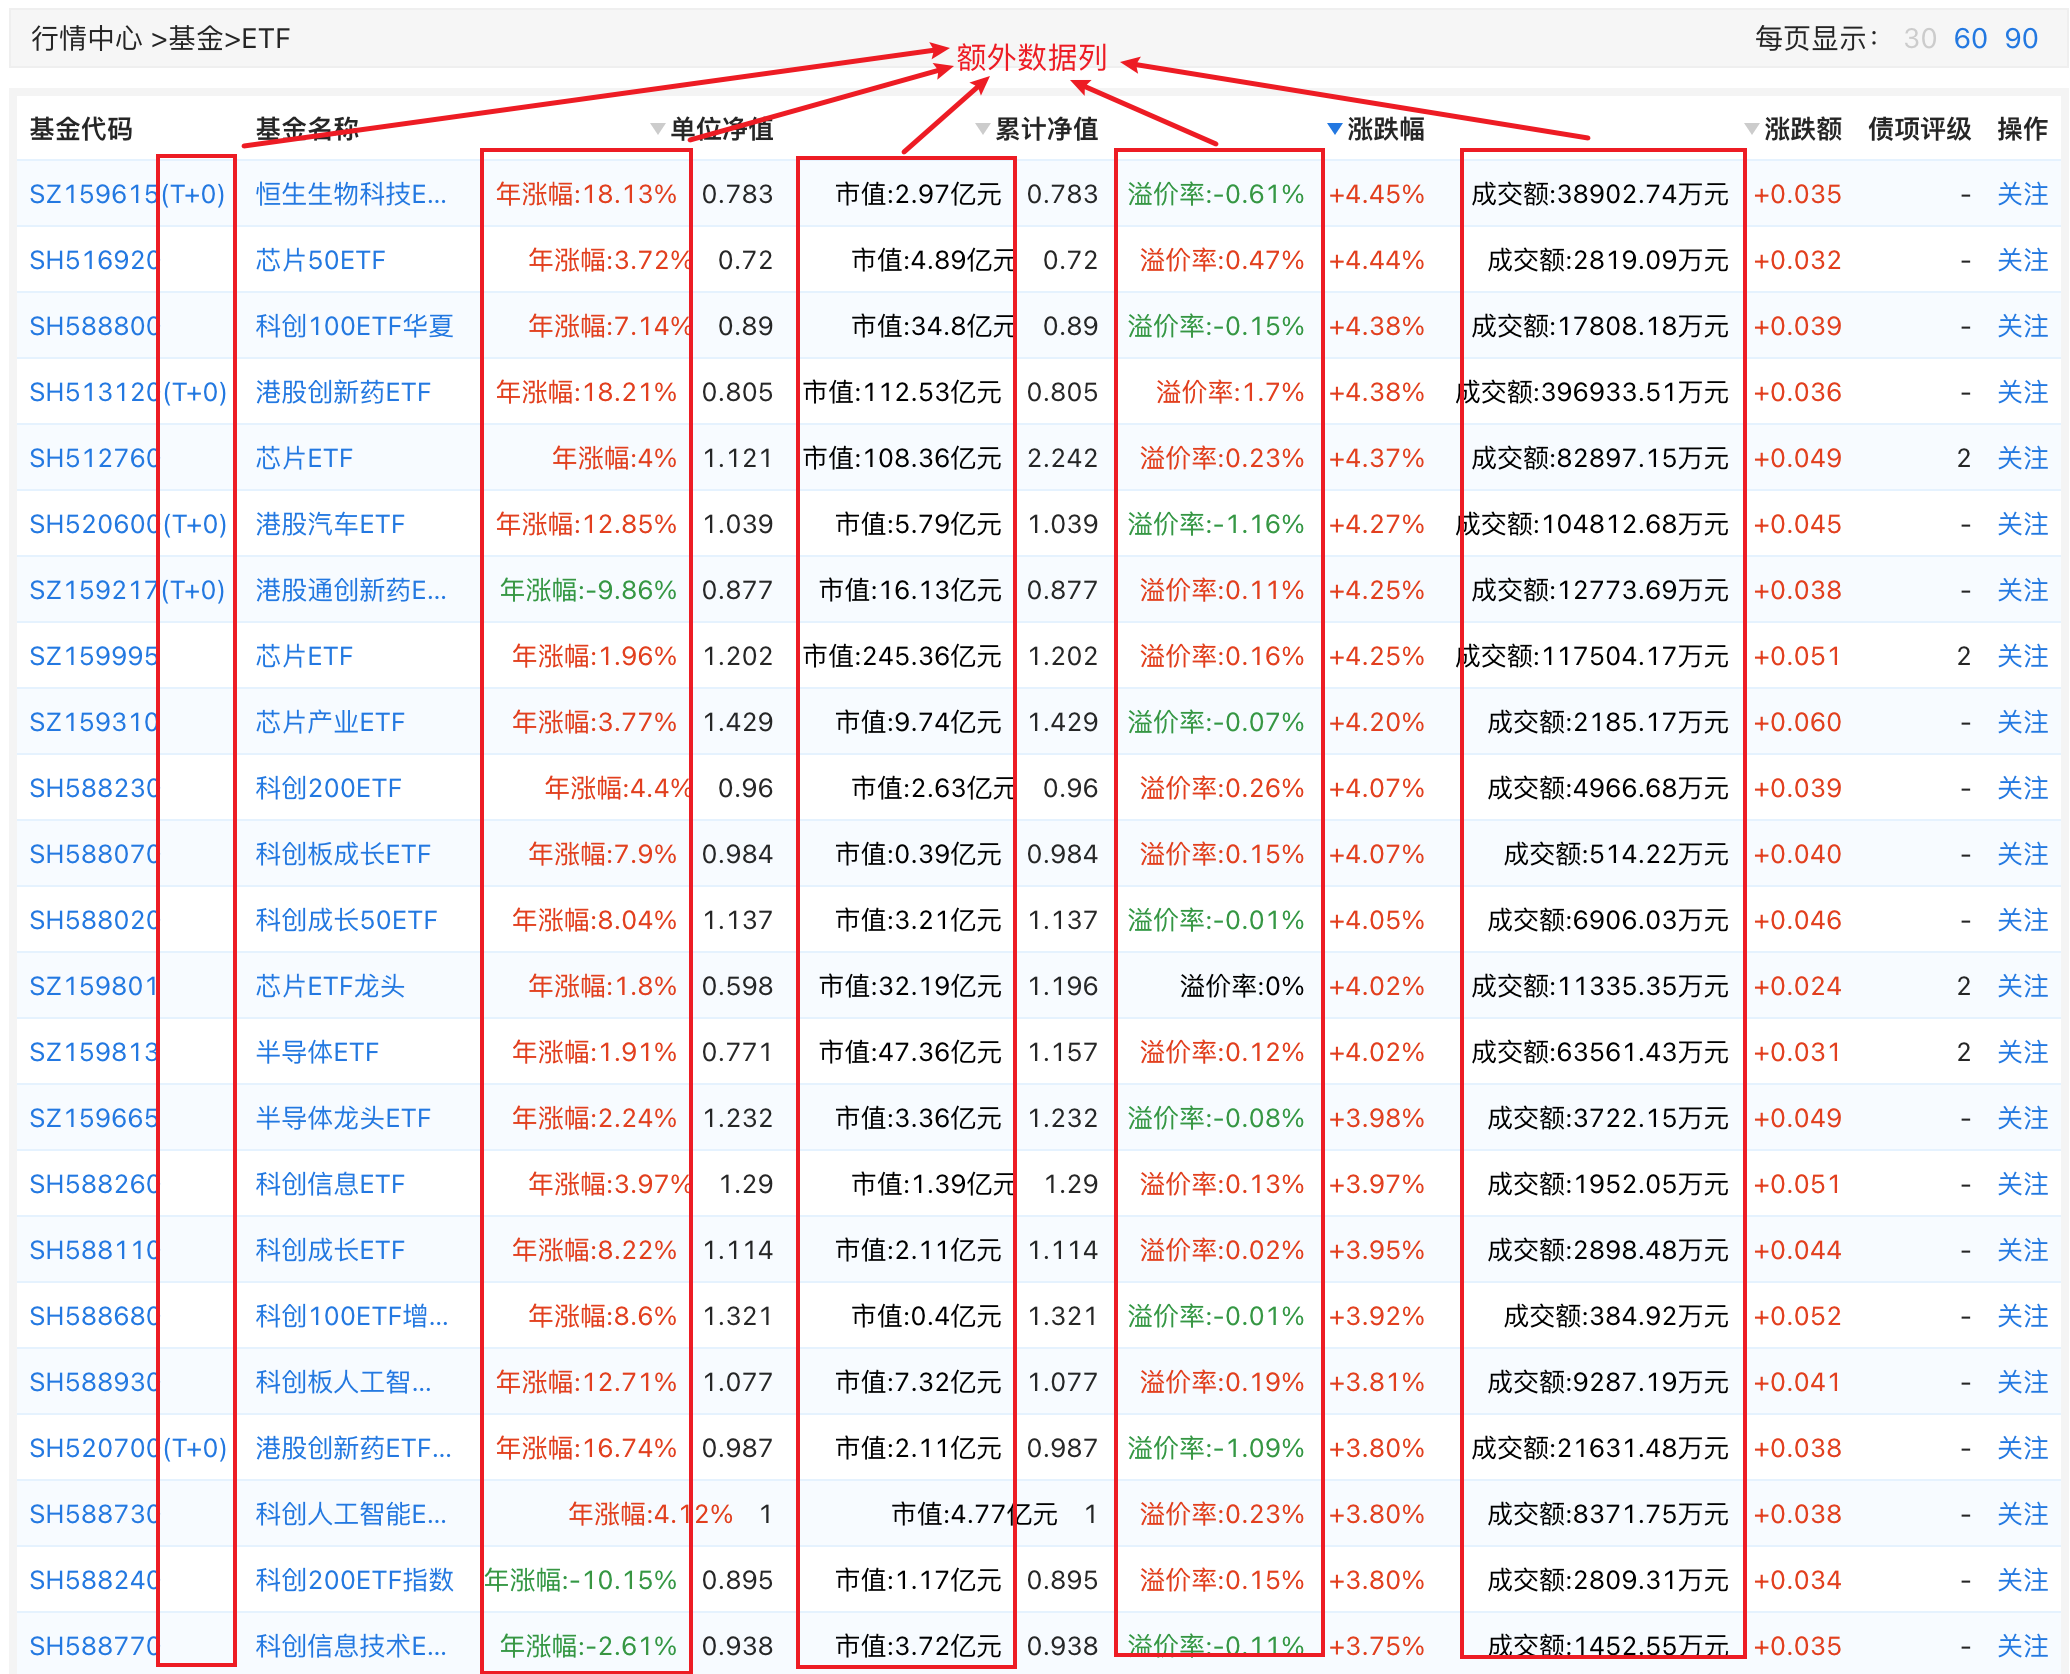 行情中心 >基金>ETF 每页显示： 30 60 90
额外数据列
基金代码 基金名称 单位净值 累计净值 涨跌幅 涨跌额 债项评级 操作
SZ159615(T+0) 恒生生物科技E... 年涨幅:18.13% 0.783 市值:2.97亿元 0.783 溢价率:-0.61% +4.45% 成交额:38902.74万元 +0.035 - 关注
SH516920 芯片50ETF 年涨幅:3.72% 0.72 市值:4.89亿元 0.72 溢价率:0.47% +4.44% 成交额:2819.09万元 +0.032 - 关注
SH588800 科创100ETF华夏 年涨幅:7.14% 0.89 市值:34.8亿元 0.89 溢价率:-0.15% +4.38% 成交额:17808.18万元 +0.039 - 关注
SH513120(T+0) 港股创新药ETF 年涨幅:18.21% 0.805 市值:112.53亿元 0.805 溢价率:1.7% +4.38% 成交额:396933.51万元 +0.036 - 关注
SH512760 芯片ETF 年涨幅:4% 1.121 市值:108.36亿元 2.242 溢价率:0.23% +4.37% 成交额:82897.15万元 +0.049 2 关注
SH520600(T+0) 港股汽车ETF 年涨幅:12.85% 1.039 市值:5.79亿元 1.039 溢价率:-1.16% +4.27% 成交额:104812.68万元 +0.045 - 关注
SZ159217(T+0) 港股通创新药E... 年涨幅:-9.86% 0.877 市值:16.13亿元 0.877 溢价率:0.11% +4.25% 成交额:12773.69万元 +0.038 - 关注
SZ159995 芯片ETF 年涨幅:1.96% 1.202 市值:245.36亿元 1.202 溢价率:0.16% +4.25% 成交额:117504.17万元 +0.051 2 关注
SZ159310 芯片产业ETF 年涨幅:3.77% 1.429 市值:9.74亿元 1.429 溢价率:-0.07% +4.20% 成交额:2185.17万元 +0.060 - 关注
SH588230 科创200ETF 年涨幅:4.4% 0.96 市值:2.63亿元 0.96 溢价率:0.26% +4.07% 成交额:4966.68万元 +0.039 - 关注
SH588070 科创板成长ETF 年涨幅:7.9% 0.984 市值:0.39亿元 0.984 溢价率:0.15% +4.07% 成交额:514.22万元 +0.040 - 关注
SH588020 科创成长50ETF 年涨幅:8.04% 1.137 市值:3.21亿元 1.137 溢价率:-0.01% +4.05% 成交额:6906.03万元 +0.046 - 关注
SZ159801 芯片ETF龙头 年涨幅:1.8% 0.598 市值:32.19亿元 1.196 溢价率:0% +4.02% 成交额:11335.35万元 +0.024 2 关注
SZ159813 半导体ETF 年涨幅:1.91% 0.771 市值:47.36亿元 1.157 溢价率:0.12% +4.02% 成交额:63561.43万元 +0.031 2 关注
SZ159665 半导体龙头ETF 年涨幅:2.24% 1.232 市值:3.36亿元 1.232 溢价率:-0.08% +3.98% 成交额:3722.15万元 +0.049 - 关注
SH588260 科创信息ETF 年涨幅:3.97% 1.29 市值:1.39亿元 1.29 溢价率:0.13% +3.97% 成交额:1952.05万元 +0.051 - 关注
SH588110 科创成长ETF 年涨幅:8.22% 1.114 市值:2.11亿元 1.114 溢价率:0.02% +3.95% 成交额:2898.48万元 +0.044 - 关注
SH588680 科创100ETF增... 年涨幅:8.6% 1.321 市值:0.4亿元 1.321 溢价率:-0.01% +3.92% 成交额:384.92万元 +0.052 - 关注
SH588930 科创板人工智... 年涨幅:12.71% 1.077 市值:7.32亿元 1.077 溢价率:0.19% +3.81% 成交额:9287.19万元 +0.041 - 关注
SH520700(T+0) 港股创新药ETF... 年涨幅:16.74% 0.987 市值:2.11亿元 0.987 溢价率:-1.09% +3.80% 成交额:21631.48万元 +0.038 - 关注
SH588730 科创人工智能E... 年涨幅:4.12% 1 市值:4.77亿元 1 溢价率:0.23% +3.80% 成交额:8371.75万元 +0.038 - 关注
SH588240 科创200ETF指数 年涨幅:-10.15% 0.895 市值:1.17亿元 0.895 溢价率:0.15% +3.80% 成交额:2809.31万元 +0.034 - 关注
SH588770 科创信息技术E... 年涨幅:-2.61% 0.938 市值:3.72亿元 0.938 溢价率:-0.11% +3.75% 成交额:1452.55万元 +0.035 - 关注